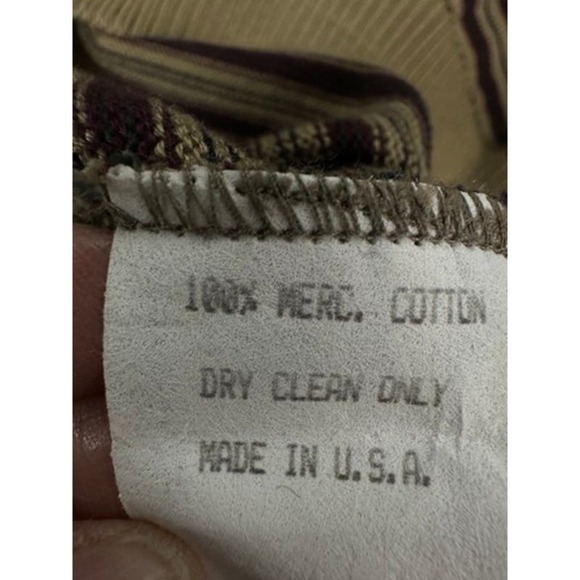 100% MERC. COTTON
DRY CLEAN ONLY
MADE IN U.S.A.